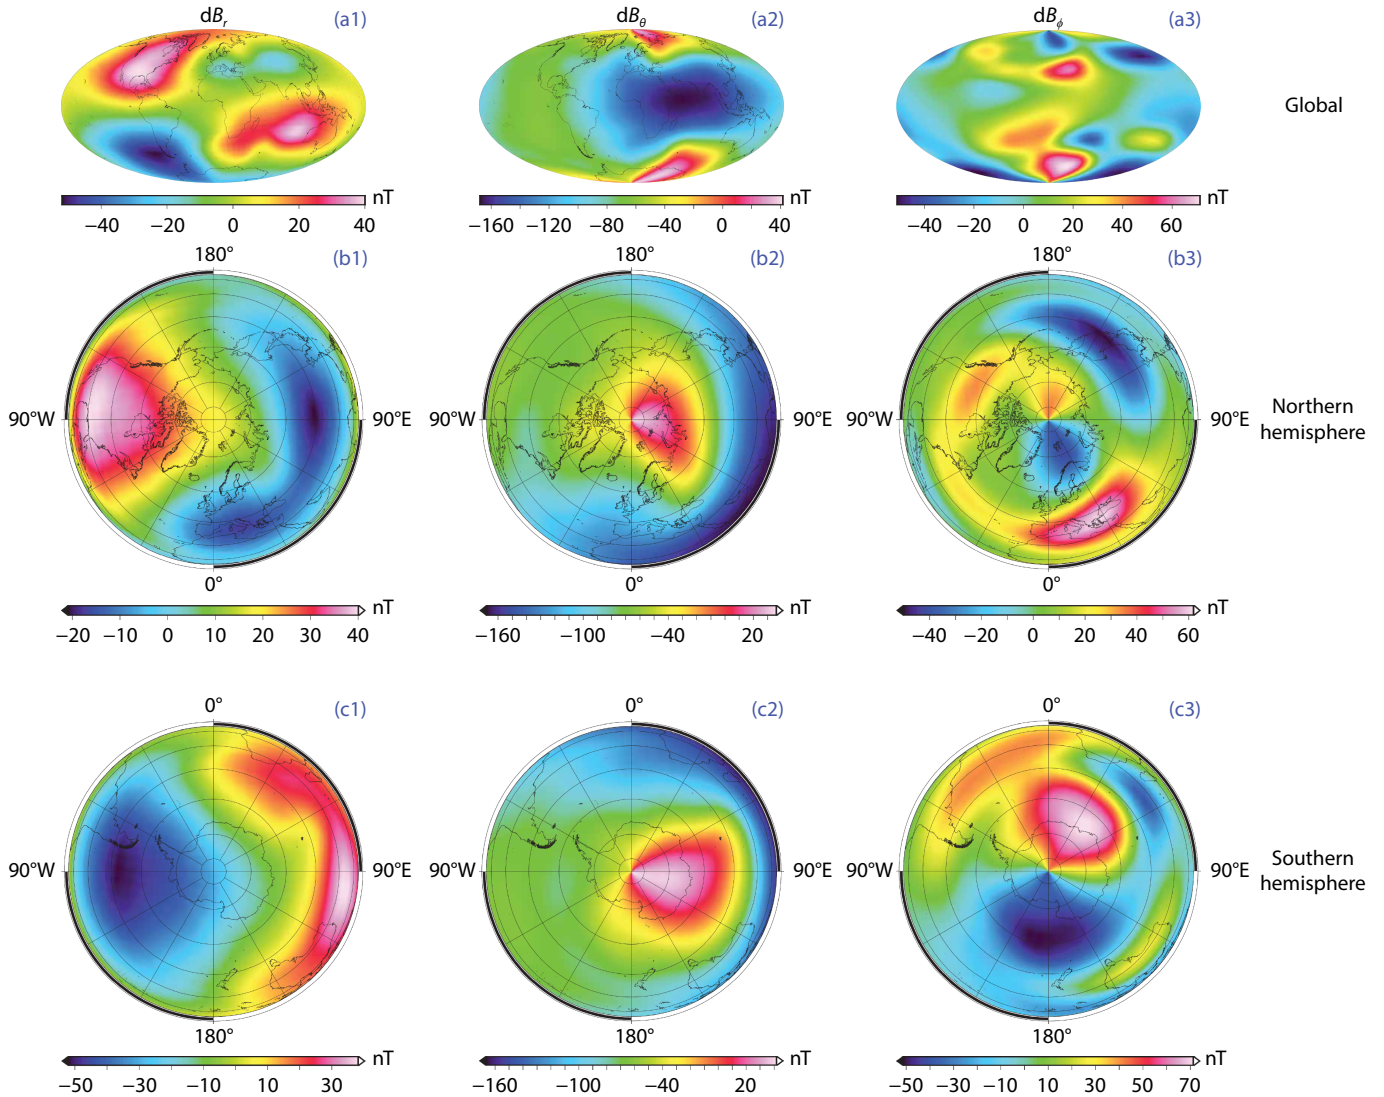 dBr (a1) dBθ (a2) dBϕ (a3)
Global
nT nT nT
−40 −20 0 20 40 −160 −120 −80 −40 0 40 −40 −20 0 20 40 60
180° (b1) 180° (b2) 180° (b3)
90°W 90°E 90°W 90°E 90°W 90°E
Northern
hemisphere
0° 0° 0°
nT nT nT
−20 −10 0 10 20 30 40 −160 −100 −40 20 −40 −20 0 20 40 60
0° (c1) 0° (c2) 0° (c3)
90°W 90°E 90°W 90°E 90°W 90°E
Southern
hemisphere
180° 180° 180°
nT nT nT
−50 −30 −10 10 30 −160 −100 −40 20 −50 −30 −10 10 30 50 70